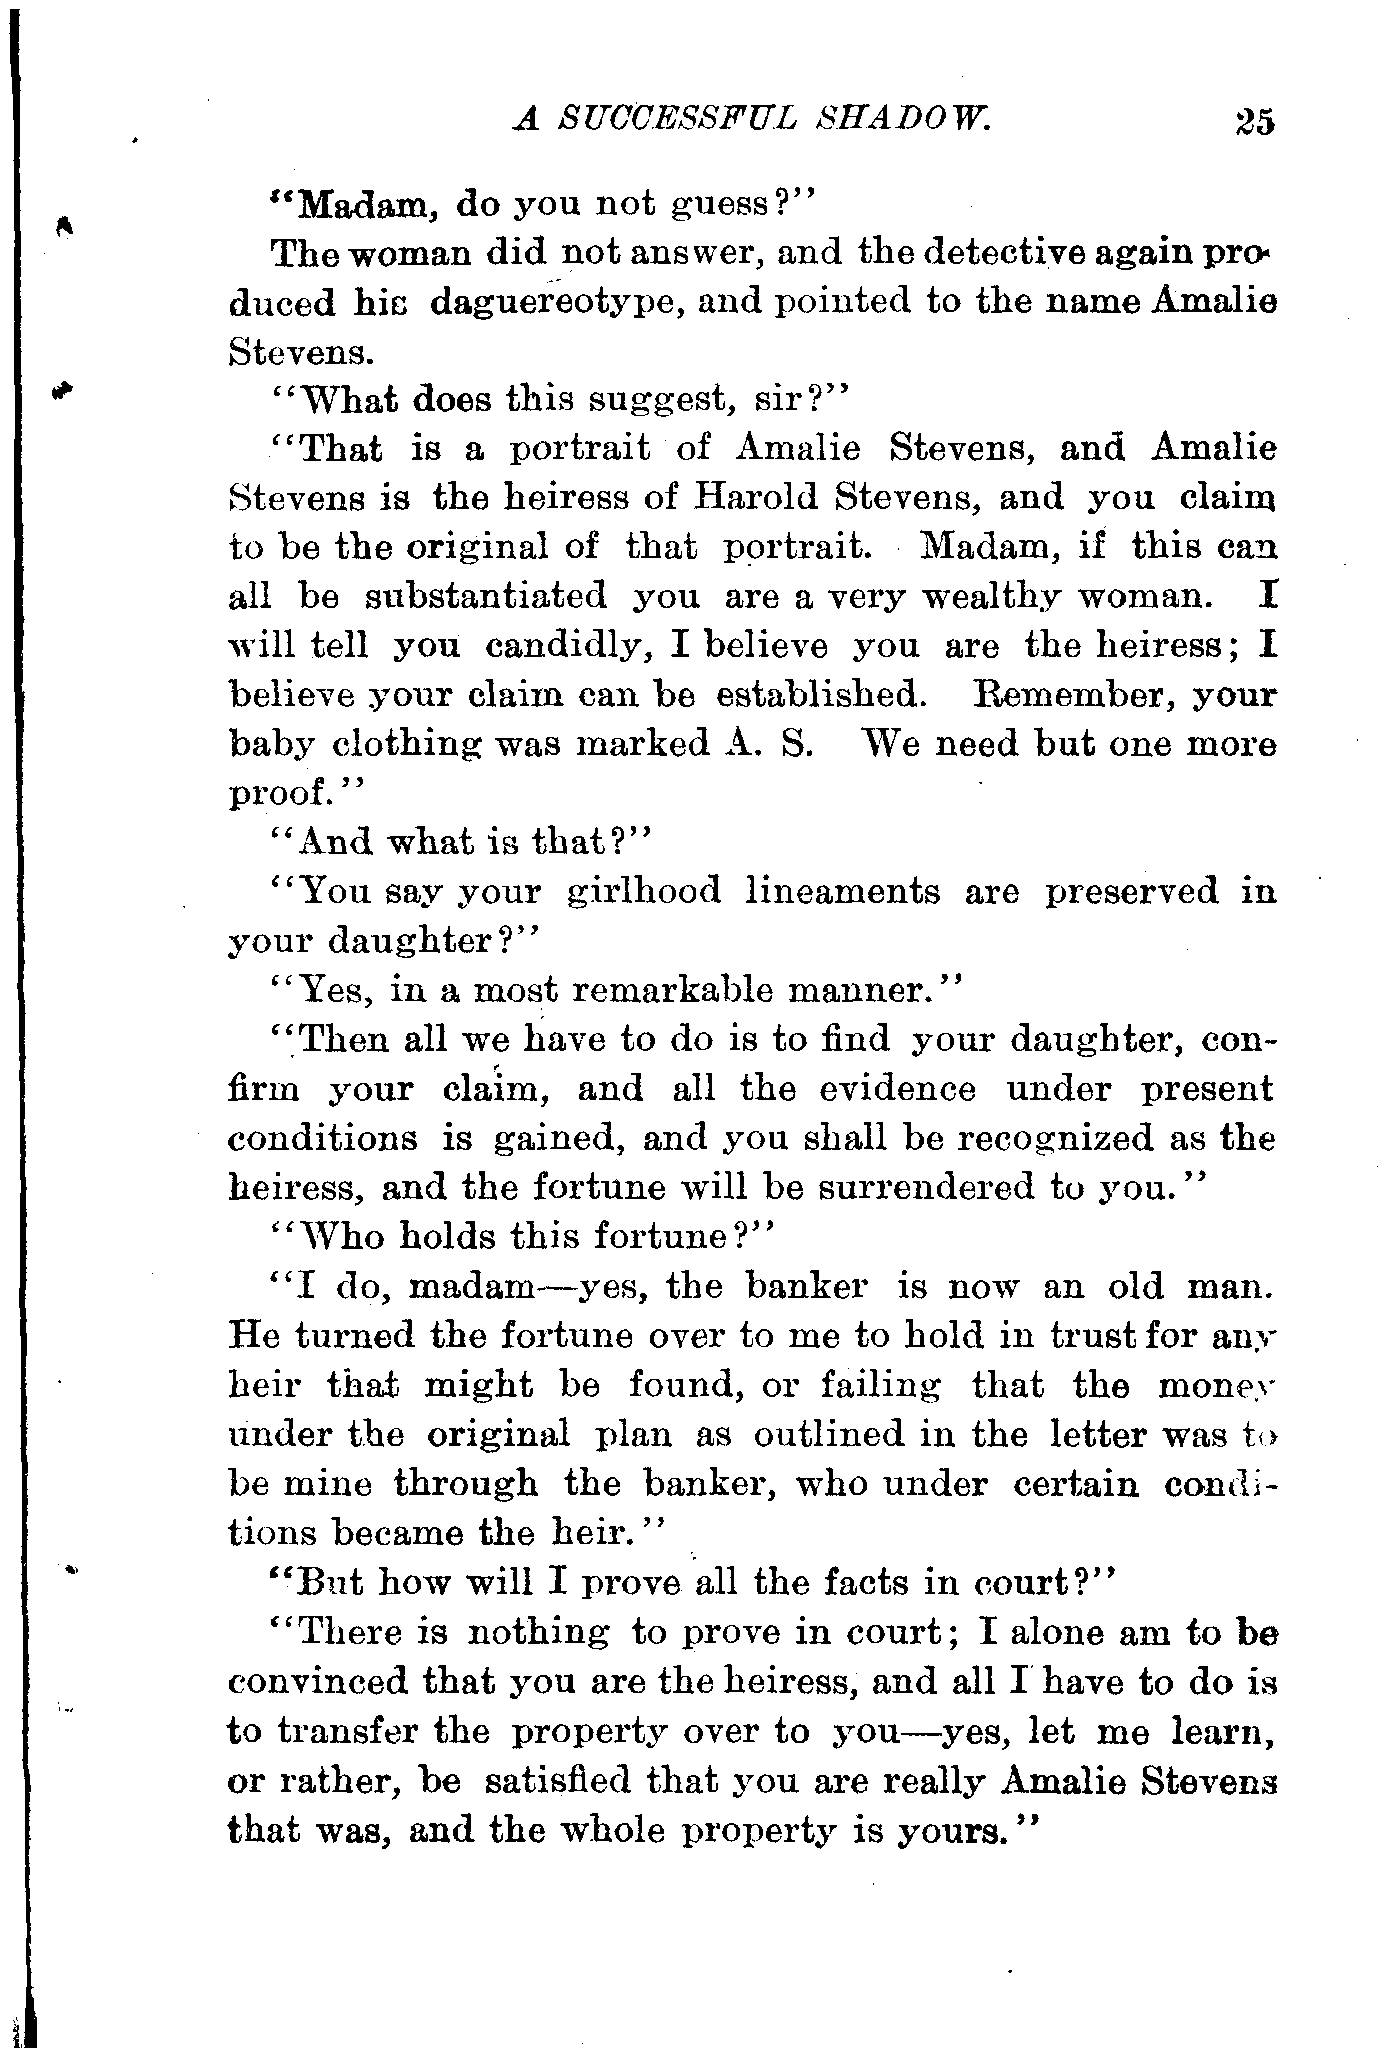 A SUCCESSFUL SHADOW. 25
"Madam, do you not guess?"
The woman did not answer, and the detective again pro-
duced his daguereotype, and pointed to the name Amalie
Stevens.
"What does this suggest, sir?"
"That is a portrait of Amalie Stevens, and Amalie
Stevens is the heiress of Harold Stevens, and you claim
to be the original of that portrait. Madam, if this can
all be substantiated you are a very wealthy woman. I
will tell you candidly, I believe you are the heiress; I
believe your claim can be established. Remember, your
baby clothing was marked A. S. We need but one more
proof."
"And what is that?"
"You say your girlhood lineaments are preserved in
your daughter?"
"Yes, in a most remarkable manner."
"Then all we have to do is to find your daughter, con-
firm your claim, and all the evidence under present
conditions is gained, and you shall be recognized as the
heiress, and the fortune will be surrendered to you."
"Who holds this fortune?"
"I do, madam—yes, the banker is now an old man.
He turned the fortune over to me to hold in trust for any
heir that might be found, or failing that the money
under the original plan as outlined in the letter was to
be mine through the banker, who under certain condi-
tions became the heir."
"But how will I prove all the facts in court?"
"There is nothing to prove in court; I alone am to be
convinced that you are the heiress, and all I have to do is
to transfer the property over to you—yes, let me learn,
or rather, be satisfied that you are really Amalie Stevens
that was, and the whole property is yours."